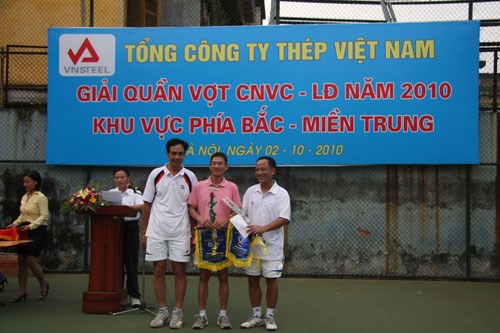 VNSTEEL
TỔNG CÔNG TY THÉP VIỆT NAM
GIẢI QUẦN VỢT CNVC - LĐ NĂM 2010
KHU VỰC PHÍA BẮC - MIỀN TRUNG
NỘI, NGÀY 02 - 10 - 2010